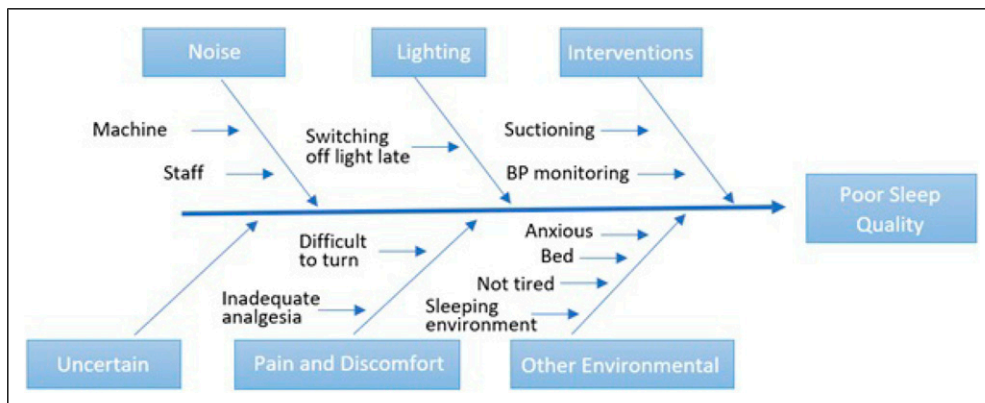 Noise
Lighting
Interventions
Machine
Staff
Switching
off light late
Suctioning
BP monitoring
Poor Sleep
Quality
Difficult
to turn
Inadequate
analgesia
Anxious
Bed
Not tired
Sleeping
environment
Uncertain
Pain and Discomfort
Other Environmental